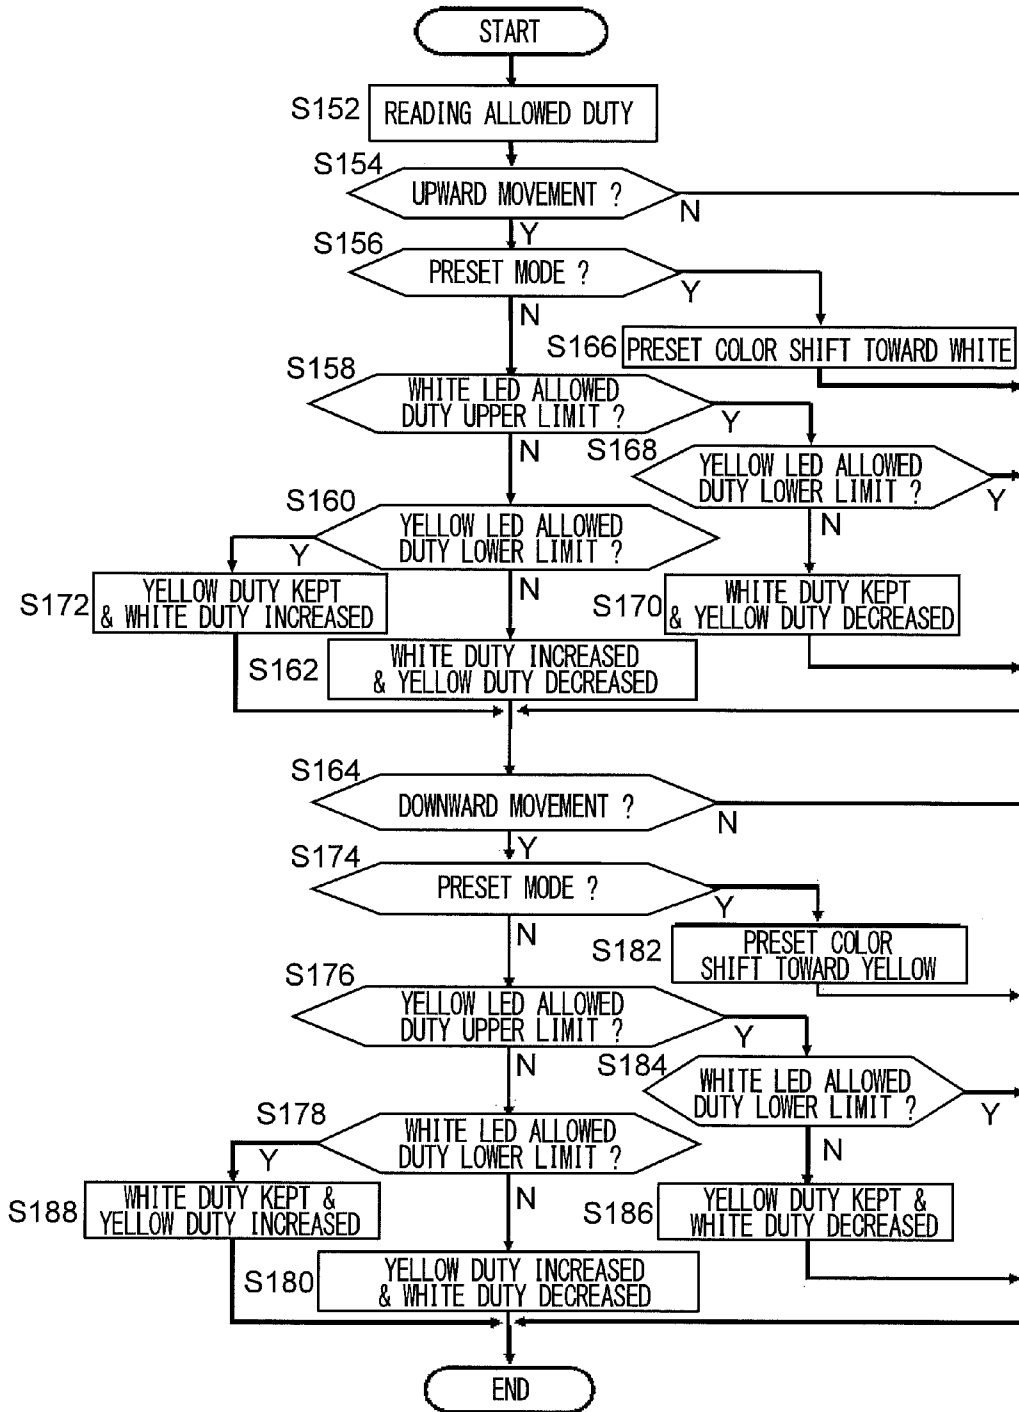 START
S152
READING ALLOWED DUTY
S154
UPWARD MOVEMENT ?
N
Y
S156
PRESET MODE ?
Y
N
S166
PRESET COLOR SHIFT TOWARD WHITE
S158
WHITE LED ALLOWED
DUTY UPPER LIMIT ?
Y
N
S168
YELLOW LED ALLOWED
DUTY LOWER LIMIT ?
Y
N
S160
YELLOW LED ALLOWED
DUTY LOWER LIMIT ?
Y
N
S172
YELLOW DUTY KEPT
& WHITE DUTY INCREASED
S170
WHITE DUTY KEPT
& YELLOW DUTY DECREASED
S162
WHITE DUTY INCREASED
& YELLOW DUTY DECREASED
S164
DOWNWARD MOVEMENT ?
N
Y
S174
PRESET MODE ?
Y
N
S182
PRESET COLOR
SHIFT TOWARD YELLOW
S176
YELLOW LED ALLOWED
DUTY UPPER LIMIT ?
Y
N
S184
WHITE LED ALLOWED
DUTY LOWER LIMIT ?
Y
N
S178
WHITE LED ALLOWED
DUTY LOWER LIMIT ?
Y
N
S188
WHITE DUTY KEPT &
YELLOW DUTY INCREASED
S186
YELLOW DUTY KEPT &
WHITE DUTY DECREASED
S180
YELLOW DUTY INCREASED
& WHITE DUTY DECREASED
END